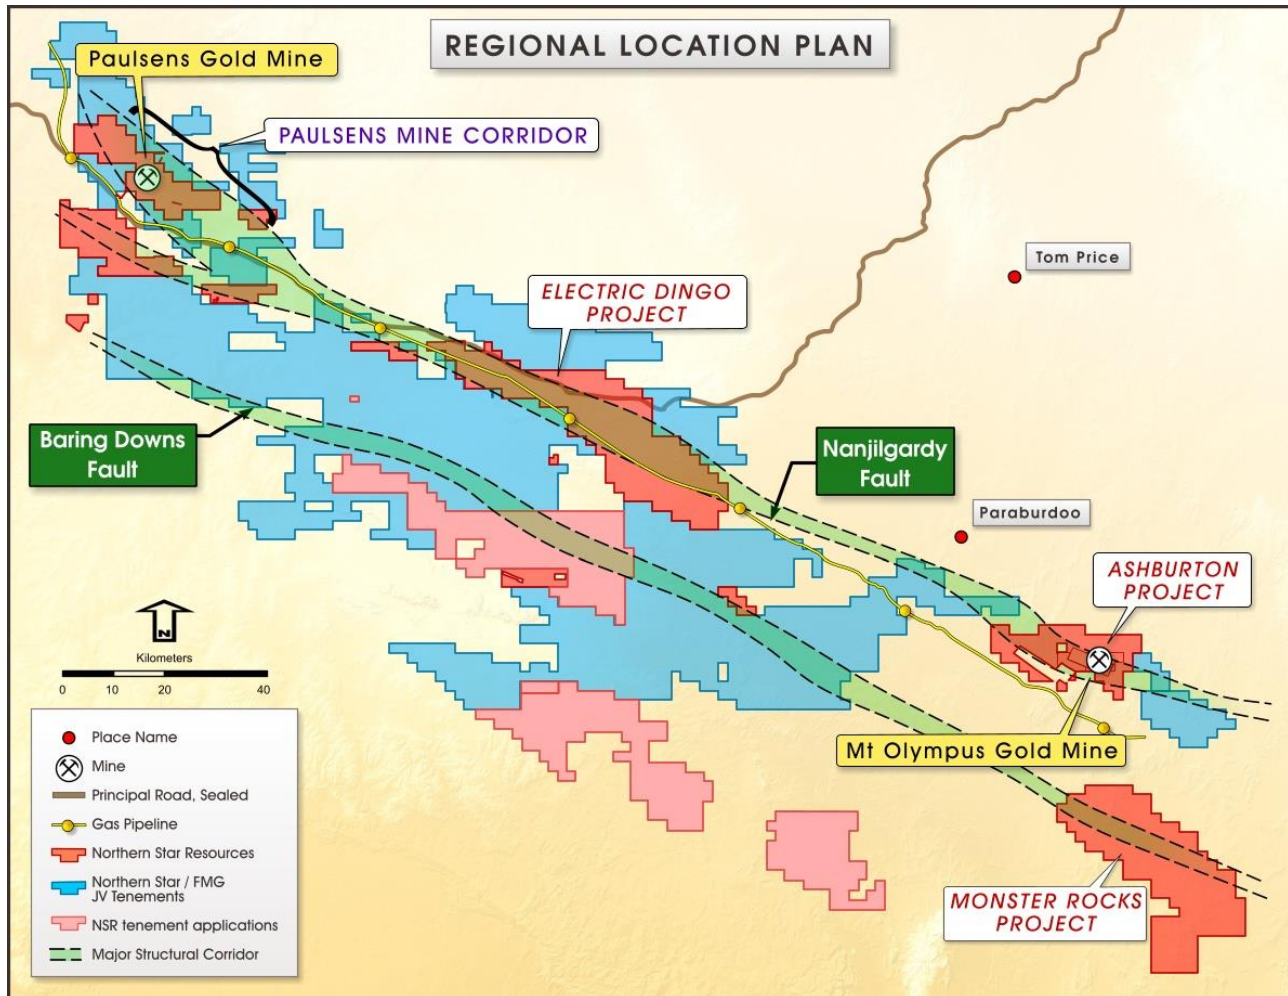 REGIONAL LOCATION PLAN
Paulsens Gold Mine
PAULSENS MINE CORRIDOR
Tom Price
ELECTRIC DINGO
PROJECT
Baring Downs
Fault
Nanjilgardy
Fault
Paraburdoo
ASHBURTON
PROJECT
N
Kilometers
0 10 20 40
Mt Olympus Gold Mine
MONSTER ROCKS
PROJECT
Place Name
Mine
Principal Road, Sealed
Gas Pipeline
Northern Star Resources
Northern Star / FMG
JV Tenements
NSR tenement applications
Major Structural Corridor